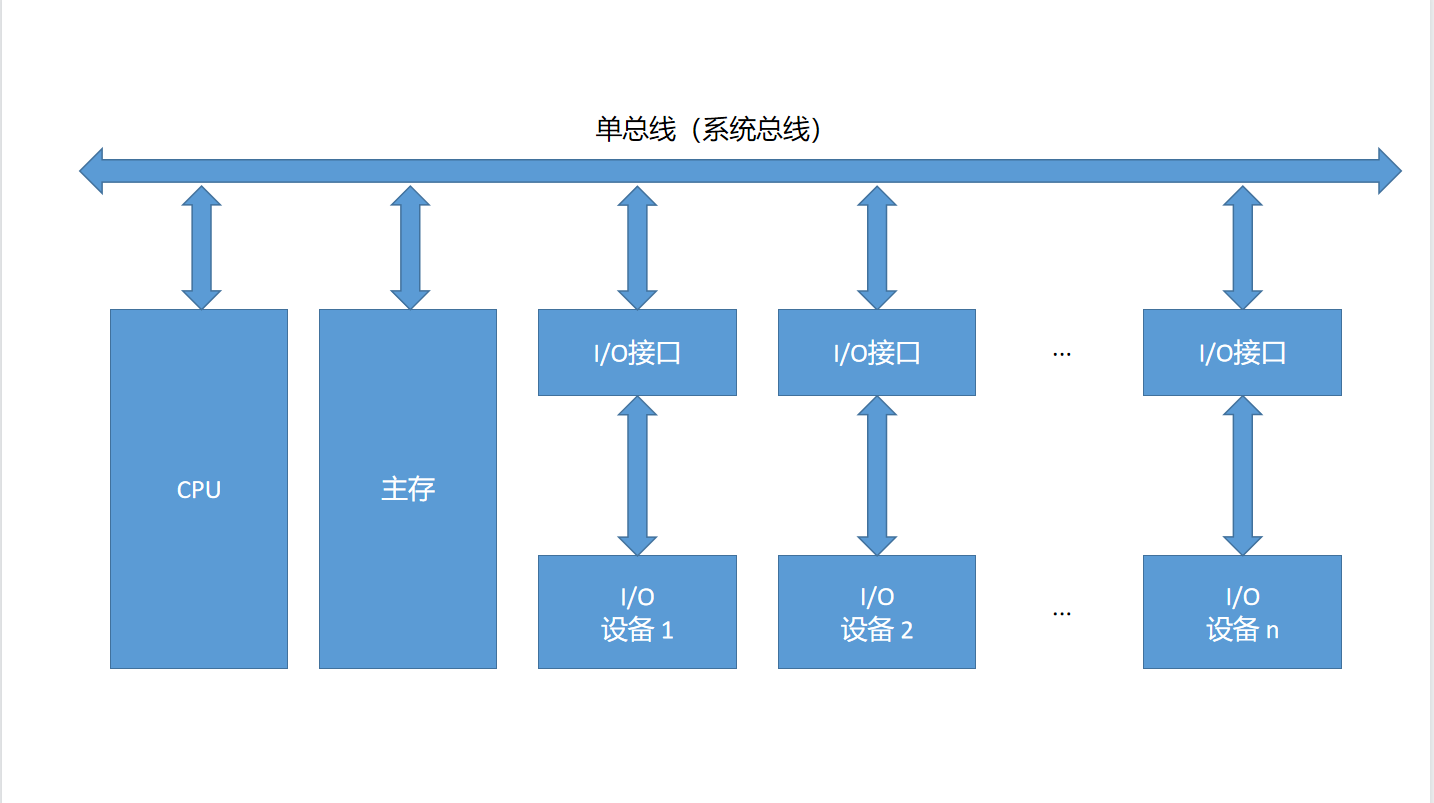 单总线（系统总线）
I/O接口
I/O接口
...
I/O接口
CPU
主存
I/O
设备 1
I/O
设备 2
...
I/O
设备 n